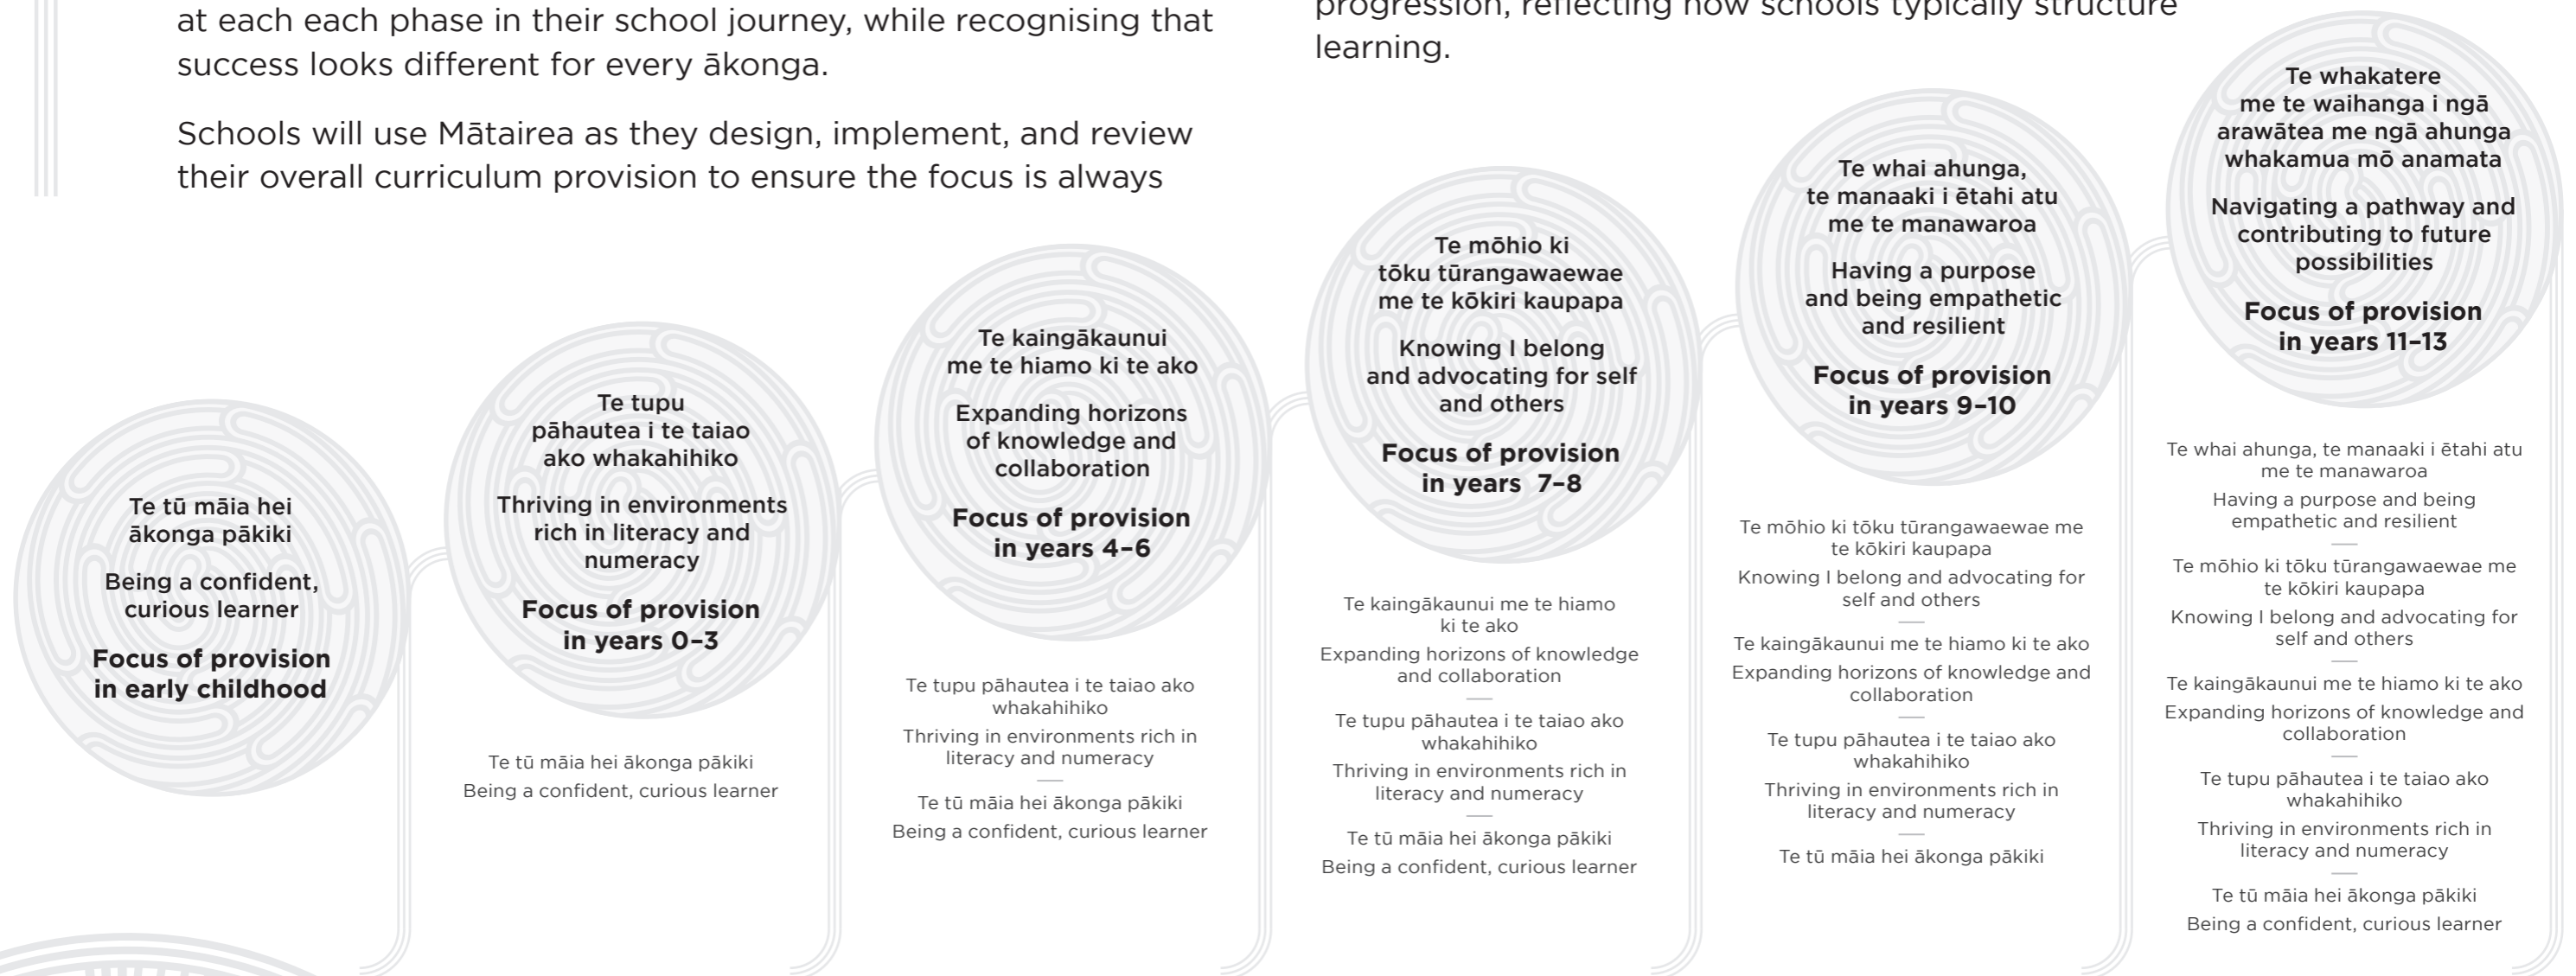 at each each phase in their school journey, while recognising that
success looks different for every ākonga.
Schools will use Mātairea as they design, implement, and review
their overall curriculum provision to ensure the focus is always
progression, reflecting how schools typically structure
learning.
Te tū māia hei
ākonga pākiki
Being a confident,
curious learner
Focus of provision
in early childhood
Te tupu
pāhautea i te taiao
ako whakahihiko
Thriving in environments
rich in literacy and
numeracy
Focus of provision
in years 0–3
Te tū māia hei ākonga pākiki
Being a confident, curious learner
Te kaingākaunui
me te hiamo ki te ako
Expanding horizons
of knowledge and
collaboration
Focus of provision
in years 4–6
Te tupu pāhautea i te taiao ako
whakahihiko
Thriving in environments rich in
literacy and numeracy
Te tū māia hei ākonga pākiki
Being a confident, curious learner
Te mōhio ki
tōku tūrangawaewae
me te kōkiri kaupapa
Knowing I belong
and advocating for self
and others
Focus of provision
in years 7–8
Te kaingākaunui me te hiamo
ki te ako
Expanding horizons of knowledge
and collaboration
Te tupu pāhautea i te taiao ako
whakahihiko
Thriving in environments rich in
literacy and numeracy
Te tū māia hei ākonga pākiki
Being a confident, curious learner
Te whai ahunga,
te manaaki i ētahi atu
me te manawaroa
Having a purpose
and being empathetic
and resilient
Focus of provision
in years 9–10
Te mōhio ki tōku tūrangawaewae me
te kōkiri kaupapa
Knowing I belong and advocating for
self and others
Te kaingākaunui me te hiamo ki te ako
Expanding horizons of knowledge and
collaboration
Te tupu pāhautea i te taiao ako
whakahihiko
Thriving in environments rich in
literacy and numeracy
Te tū māia hei ākonga pākiki
Te whakatere
me te waihanga i ngā
arawātea me ngā ahunga
whakamua mō anamata
Navigating a pathway and
contributing to future
possibilities
Focus of provision
in years 11–13
Te whai ahunga, te manaaki i ētahi atu
me te manawaroa
Having a purpose and being
empathetic and resilient
Te mōhio ki tōku tūrangawaewae me
te kōkiri kaupapa
Knowing I belong and advocating for
self and others
Te kaingākaunui me te hiamo ki te ako
Expanding horizons of knowledge and
collaboration
Te tupu pāhautea i te taiao ako
whakahihiko
Thriving in environments rich in
literacy and numeracy
Te tū māia hei ākonga pākiki
Being a confident, curious learner